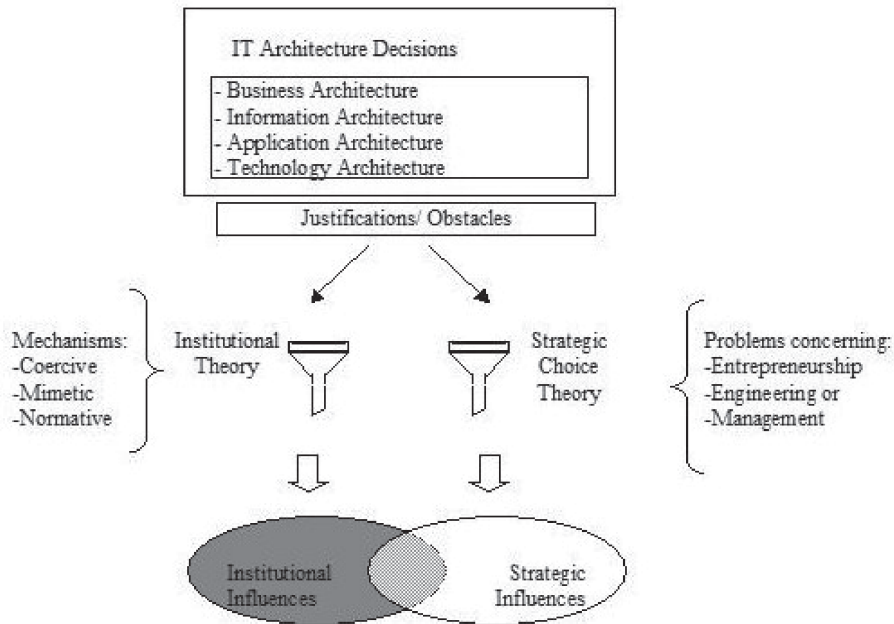 IT Architecture Decisions
- Business Architecture
- Information Architecture
- Application Architecture
- Technology Architecture
Justifications/ Obstacles
Mechanisms:
-Coercive
-Mimetic
-Normative
Institutional
Theory
Strategic
Choice
Theory
Problems concerning:
-Entrepreneurship
-Engineering or
-Management
Institutional
Influences
Strategic
Influences